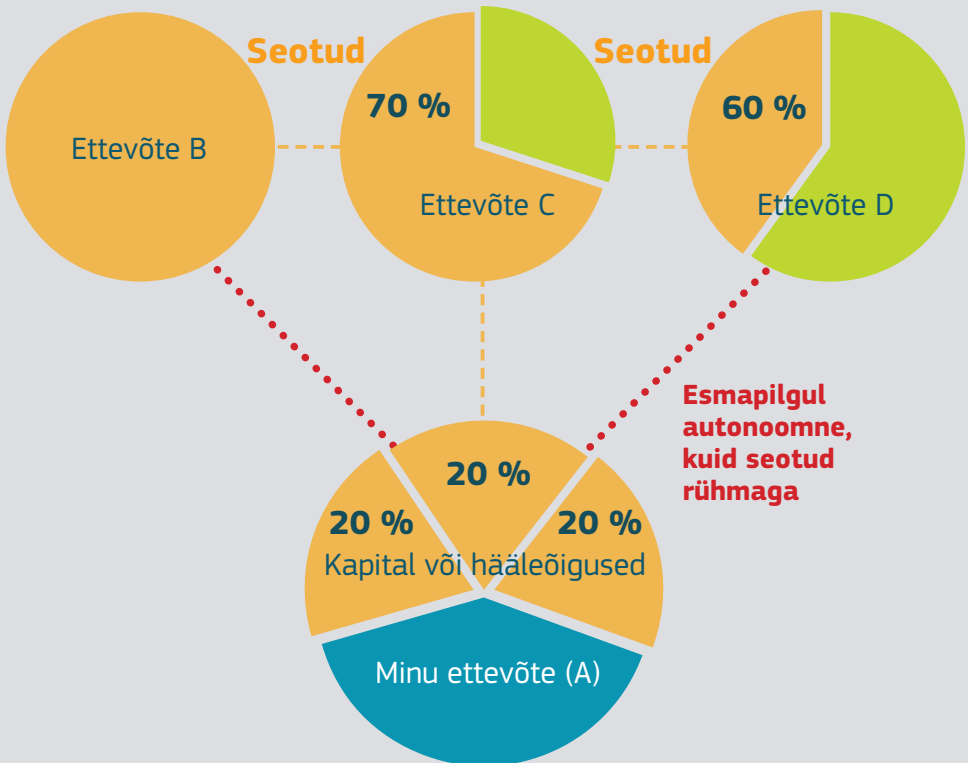 Seotud
Seotud
70 %
60 %
Ettevõte B
Ettevõte C
Ettevõte D
Esmapilgul
autonoomne,
kuid seotud
rühmaga
20 %
20 %
20 %
Kapital või hääleõigused
Minu ettevõte (A)